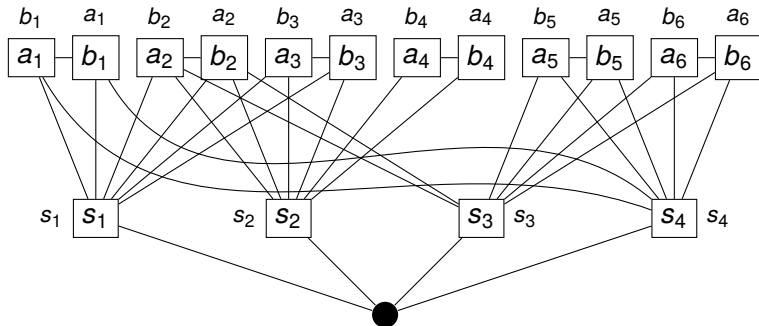 b₁ a₁ b₂ a₂ b₃ a₃ b₄ a₄ b₅ a₅ b₆ a₆
a₁ b₁ a₂ b₂ a₃ b₃ a₄ b₄ a₅ b₅ a₆ b₆
s₁ s₁ s₂ s₂ s₃ s₃ s₄ s₄